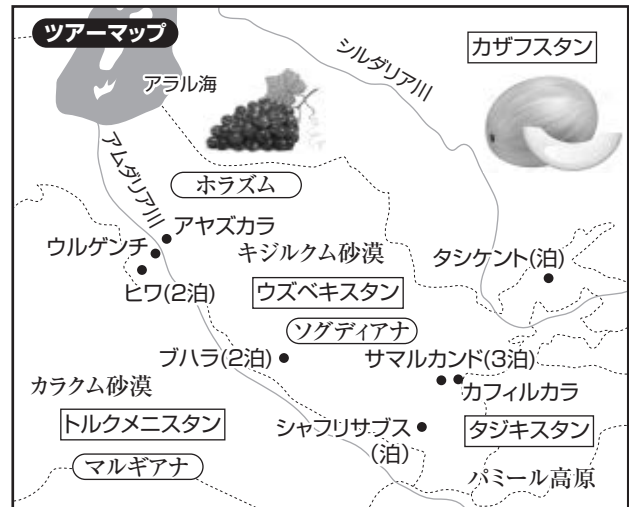 ツアーマップ
アラル海
シルダリア川
カザフスタン
アムダリア川
ホラズム
アヤズカラ
ウルゲンチ
ヒワ(2泊)
キジルクム砂漠
タシケント(泊)
ウズベキスタン
ソグディアナ
ブハラ(2泊)
サマルカンド(3泊)
カフィルカラ
カラクム砂漠
トルクメニスタン
シャフリサブス
(泊)
タジキスタン
マルギアナ
パミール高原